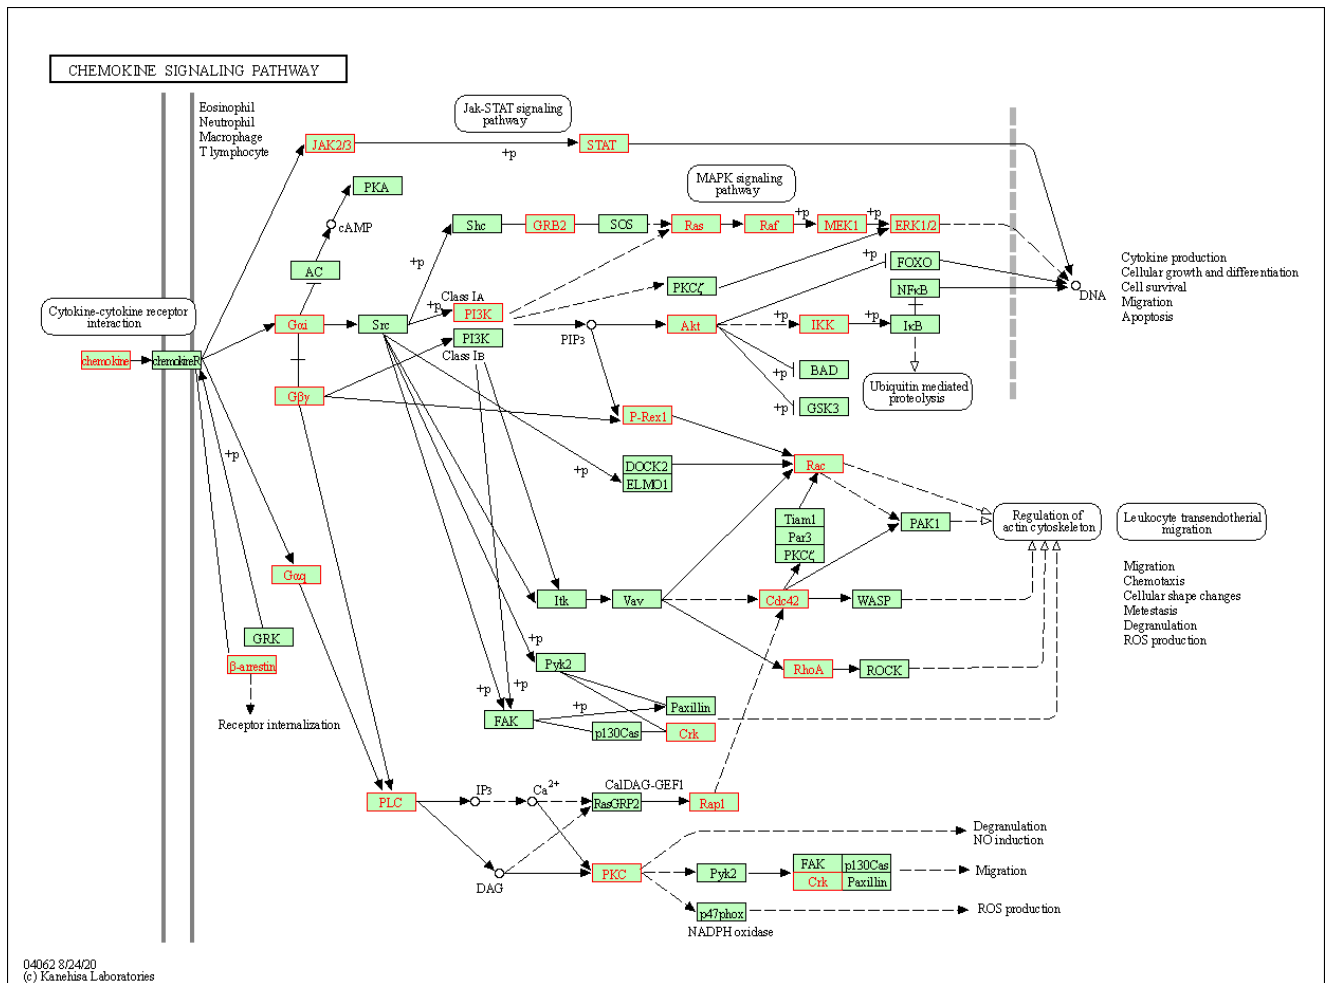 CHEMOKINE SIGNALING PATHWAY
Eosinophil
Neutrophil
Macrophage
T lymphocyte
Jak-STAT signaling
pathway
JAK2/3
+p
STAT
MAPK signaling
pathway
PKA
cAMP
AC
Shc
GRB2
SOS
Ras
Raf
+p
MEK1
+p
ERK1/2
+p
+p
FOXO
PKCζ
NFκB
DNA
Cytokine production
Cellular growth and differentiation
Cell survival
Migration
Apoptosis
Cytokine-cytokine receptor
interaction
chemokine
chemokineR
Gαi
Src
+p
Class IA
PI3K
PI3K
Class IB
PIP3
Akt
IKK
+p
IκB
Gβγ
+p
BAD
+p
GSK3
Ubiquitin mediated
proteolysis
P-Rex1
+p
+p
DOCK2
ELMO1
Rac
Tiam1
Par3
PKCζ
PAK1
Regulation of
actin cytoskeleton
Leukocyte transendotherial
migration
Gαq
Itk
Vav
Cdc42
WASP
Migration
Chemotaxis
Cellular shape changes
Metestasis
Degranulation
ROS production
GRK
β-arrestin
Receptor internalization
+p
Pyk2
RhoA
ROCK
+p
+p
FAK
+p
Paxillin
p130Cas
Crk
PLC
IP3
Ca2+
CalDAG-GEF1
RasGRP2
Rap1
DAG
PKC
Degranulation
NO induction
Pyk2
FAK
p130Cas
Crk
Paxillin
Migration
p47phox
NADPH oxidase
ROS production
04062 8/24/20
(c) Kanehisa Laboratories